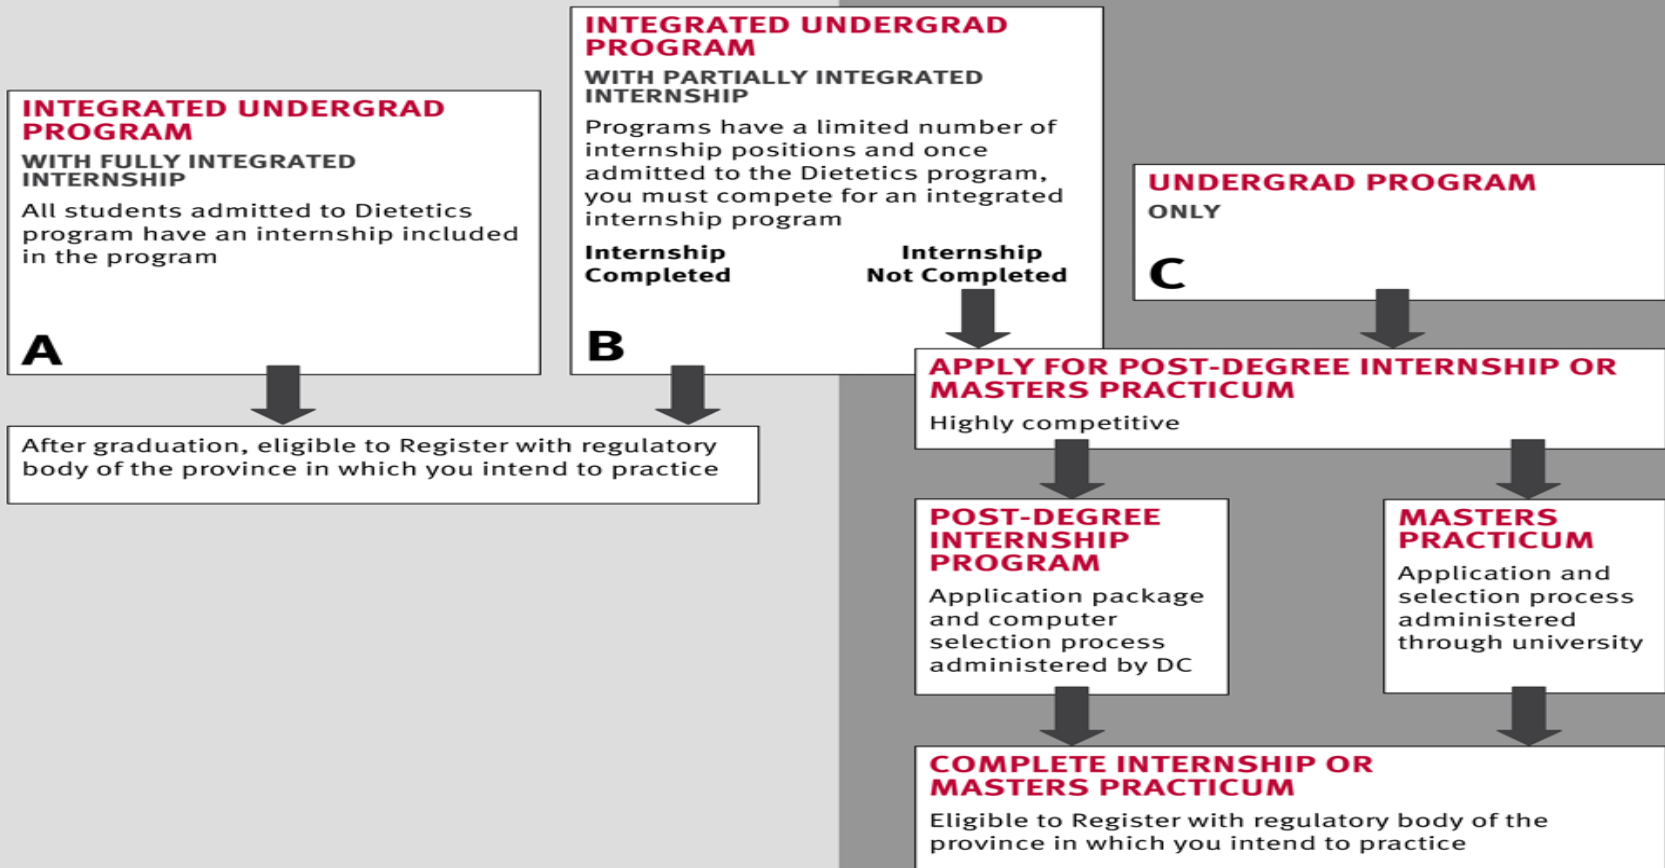 INTEGRATED UNDERGRAD
PROGRAM
WITH FULLY INTEGRATED
INTERNSHIP
All students admitted to Dietetics
program have an internship included
in the program
A
INTEGRATED UNDERGRAD
PROGRAM
WITH PARTIALLY INTEGRATED
INTERNSHIP
Programs have a limited number of
internship positions and once
admitted to the Dietetics program,
you must compete for an integrated
internship program
Internship
Completed
Internship
Not Completed
B
UNDERGRAD PROGRAM
ONLY
C
After graduation, eligible to Register with regulatory
body of the province in which you intend to practice
APPLY FOR POST-DEGREE INTERNSHIP OR
MASTERS PRACTICUM
Highly competitive
POST-DEGREE
INTERNSHIP
PROGRAM
Application package
and computer
selection process
administered by DC
MASTERS
PRACTICUM
Application and
selection process
administered
through university
COMPLETE INTERNSHIP OR
MASTERS PRACTICUM
Eligible to Register with regulatory body of the
province in which you intend to practice